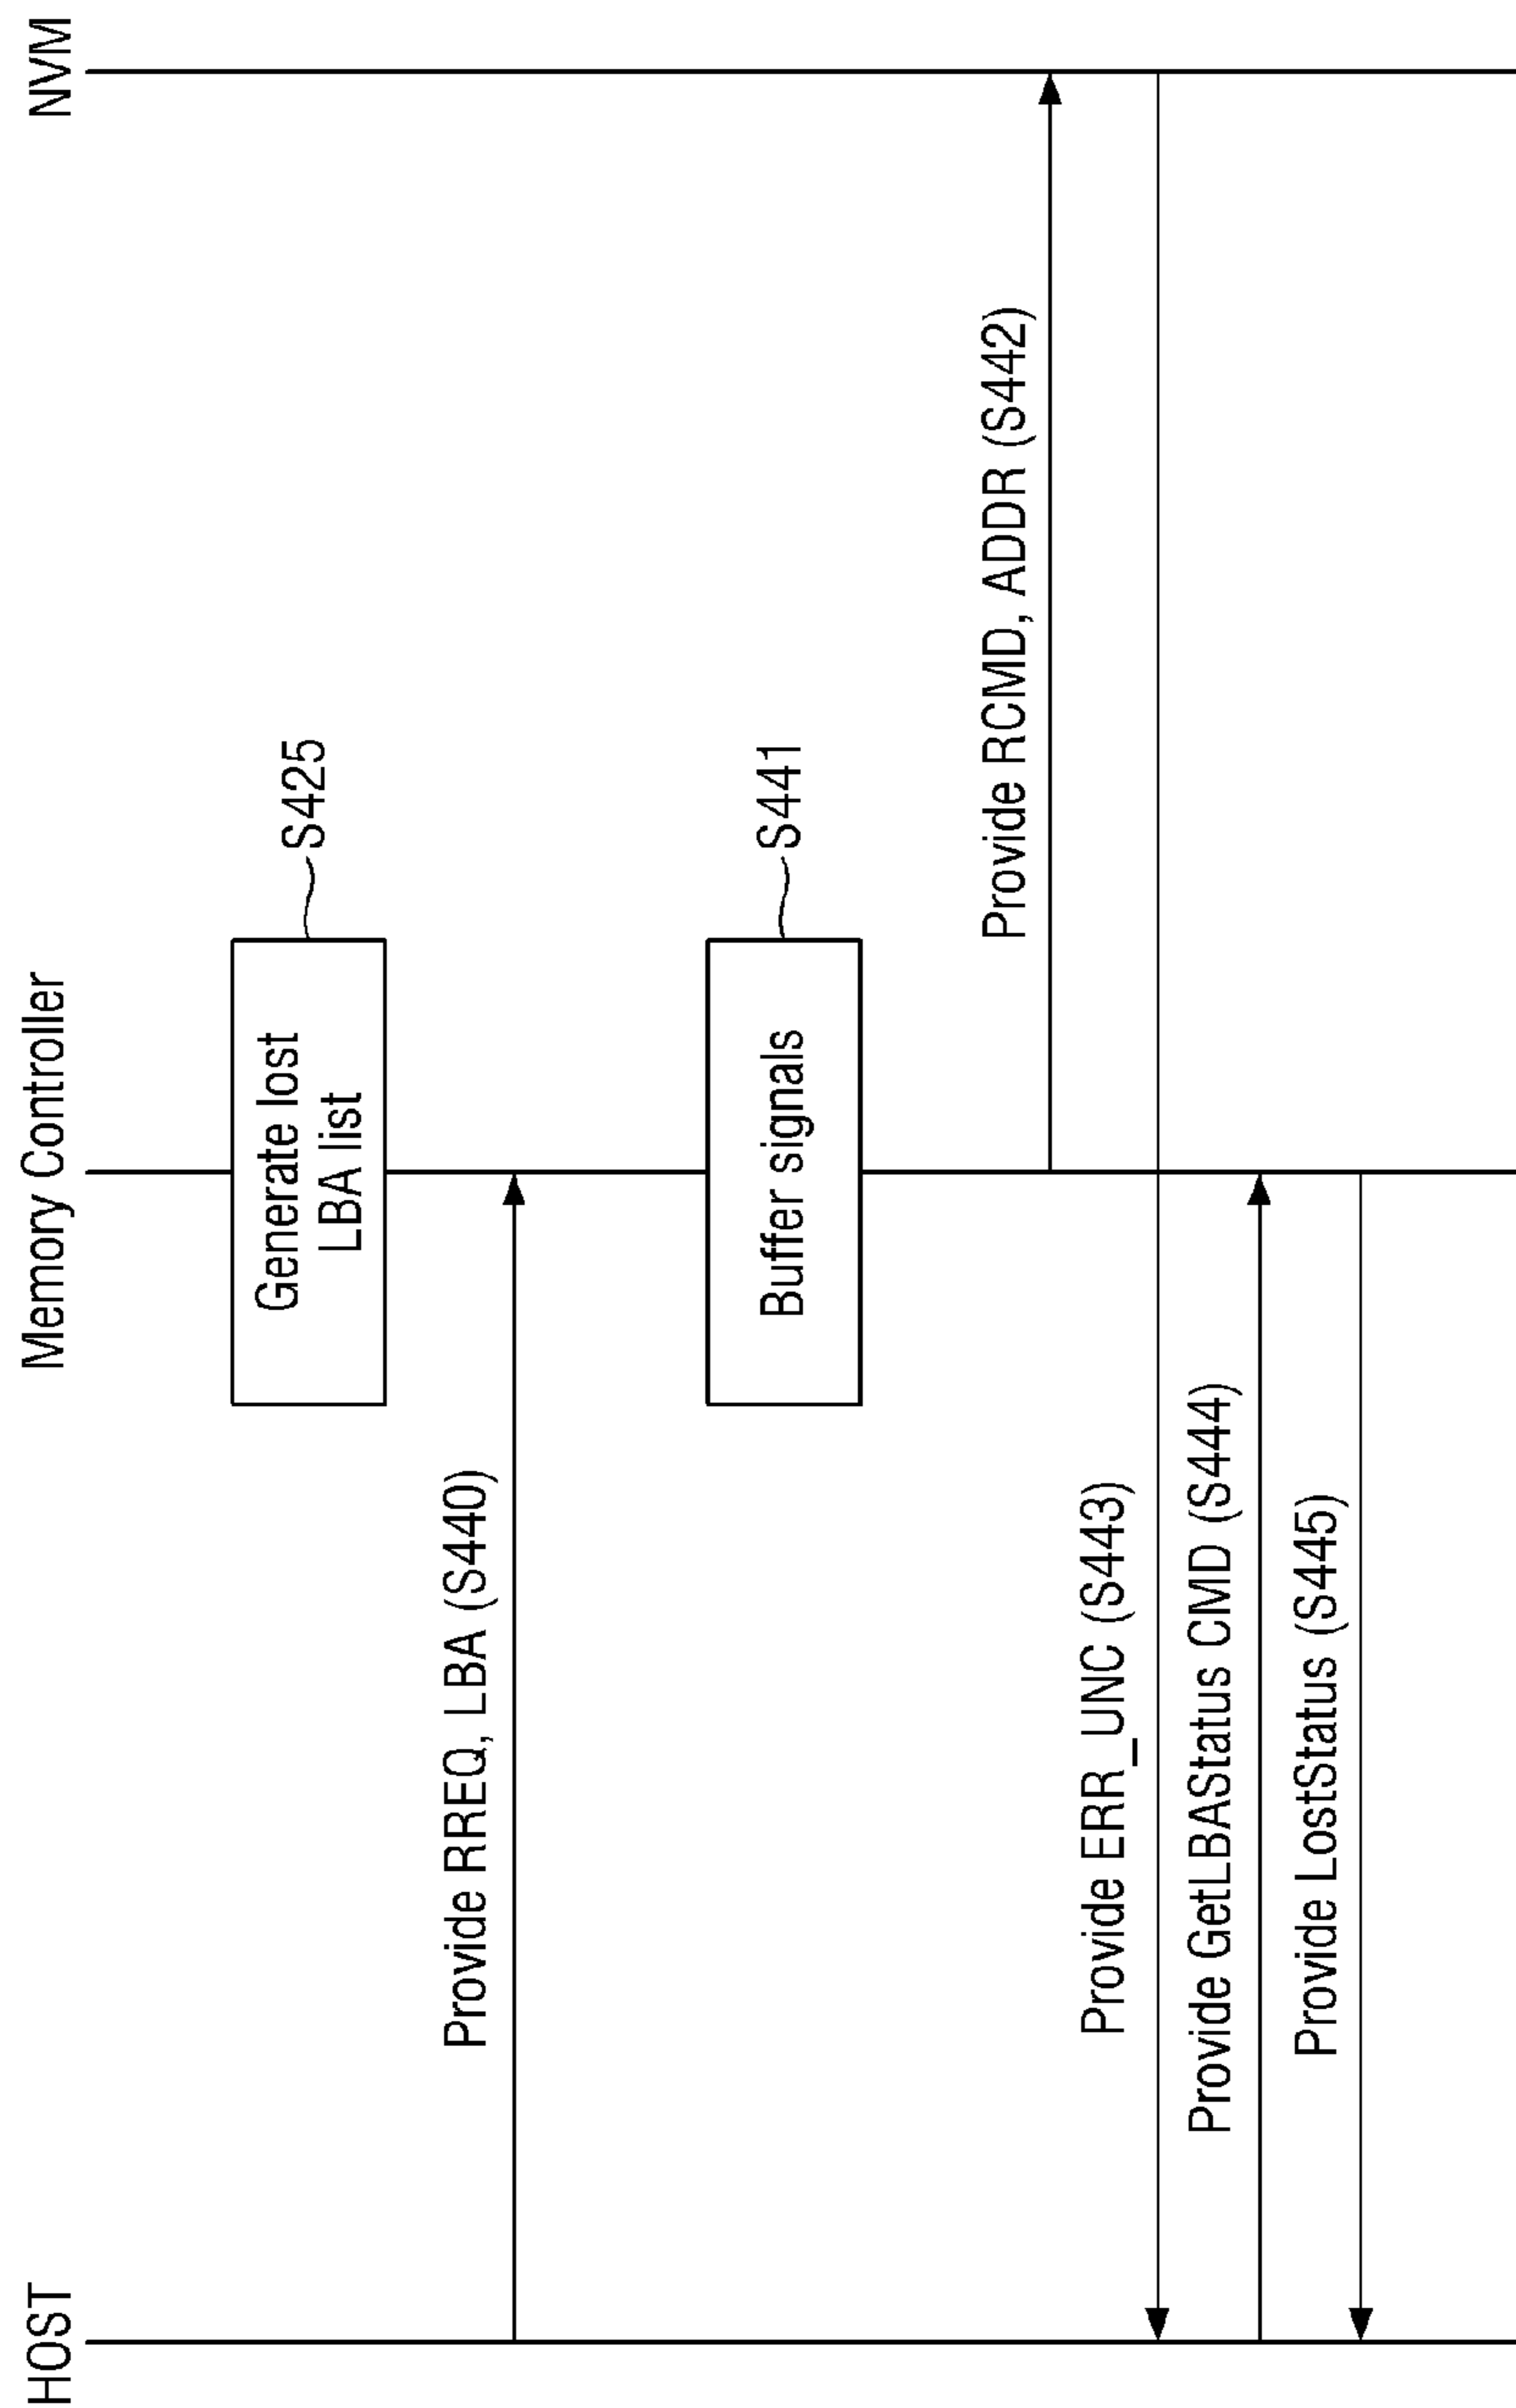 HOST
Memory Controller
NVM
Generate lost
LBA list
S425
Provide RREQ, LBA (S440)
Buffer signals
S441
Provide RCMD, ADDR (S442)
Provide ERR_UNC (S443)
Provide GetLBAStatus CMD (S444)
Provide LostStatus (S445)